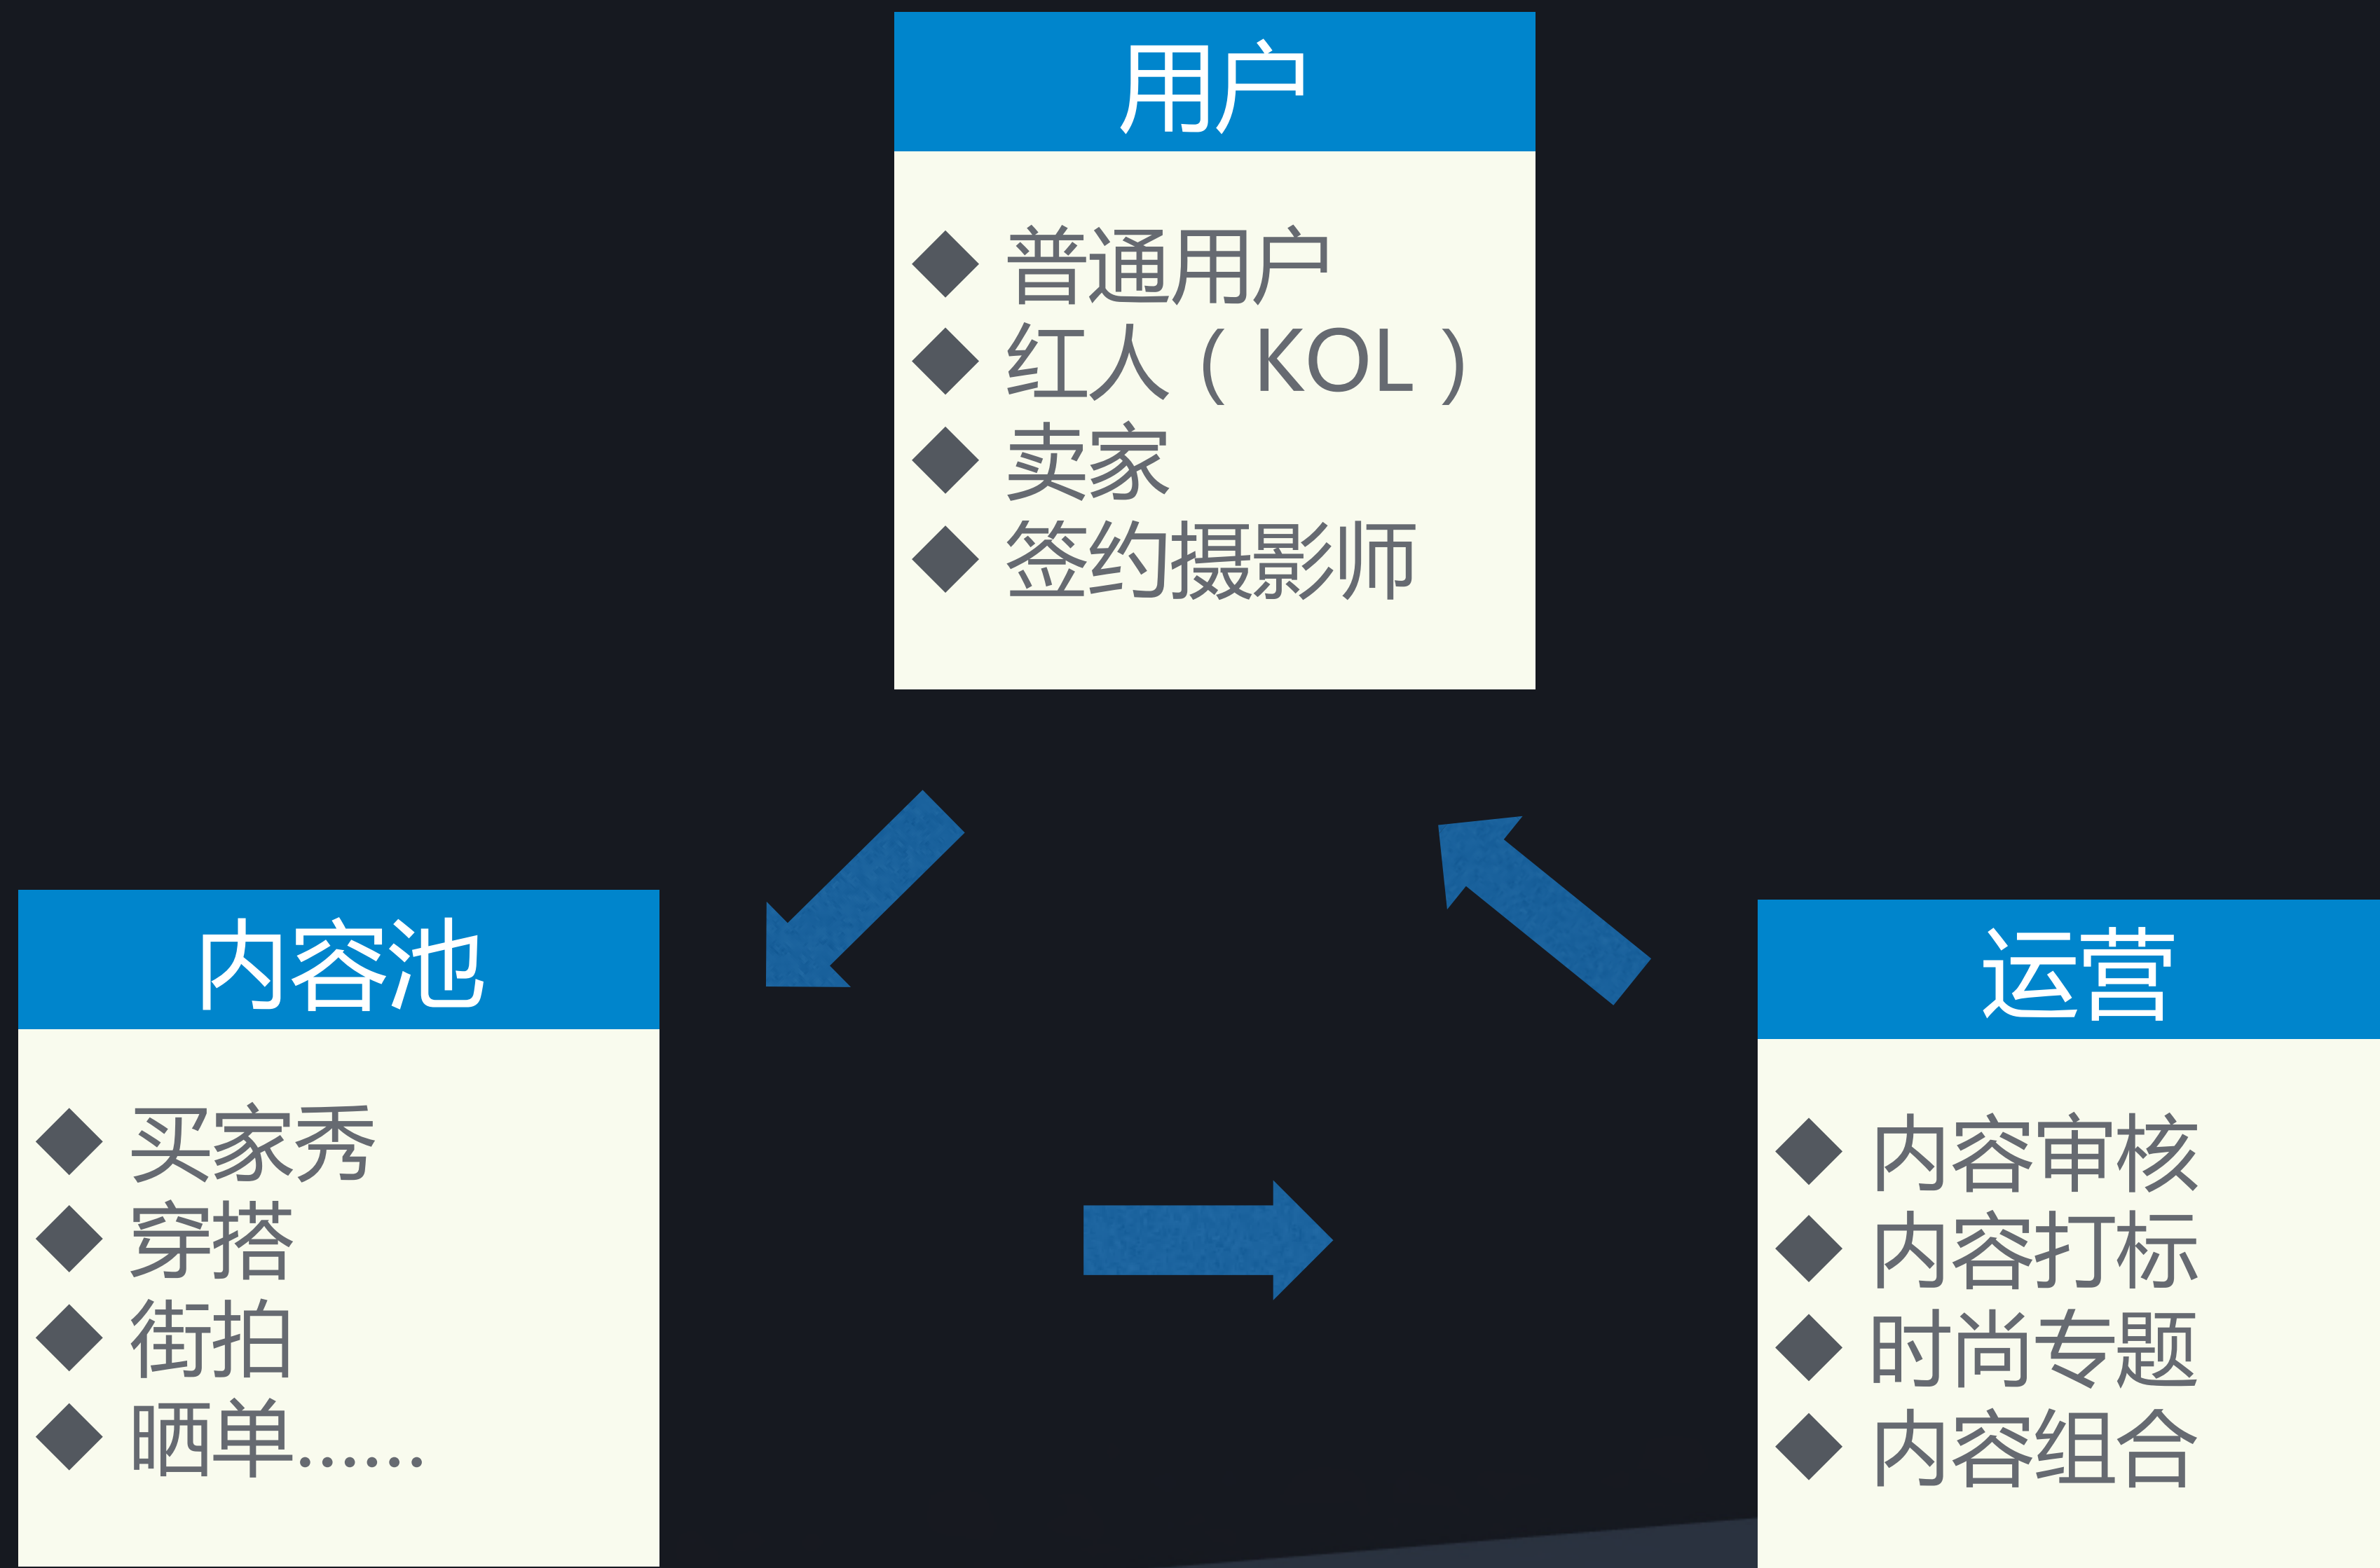 用户
◆ 普通用户
◆ 红人（KOL）
◆ 卖家
◆ 签约摄影师
内容池
◆ 买家秀
◆ 穿搭
◆ 街拍
◆ 晒单……
运营
◆ 内容审核
◆ 内容打标
◆ 时尚专题
◆ 内容组合